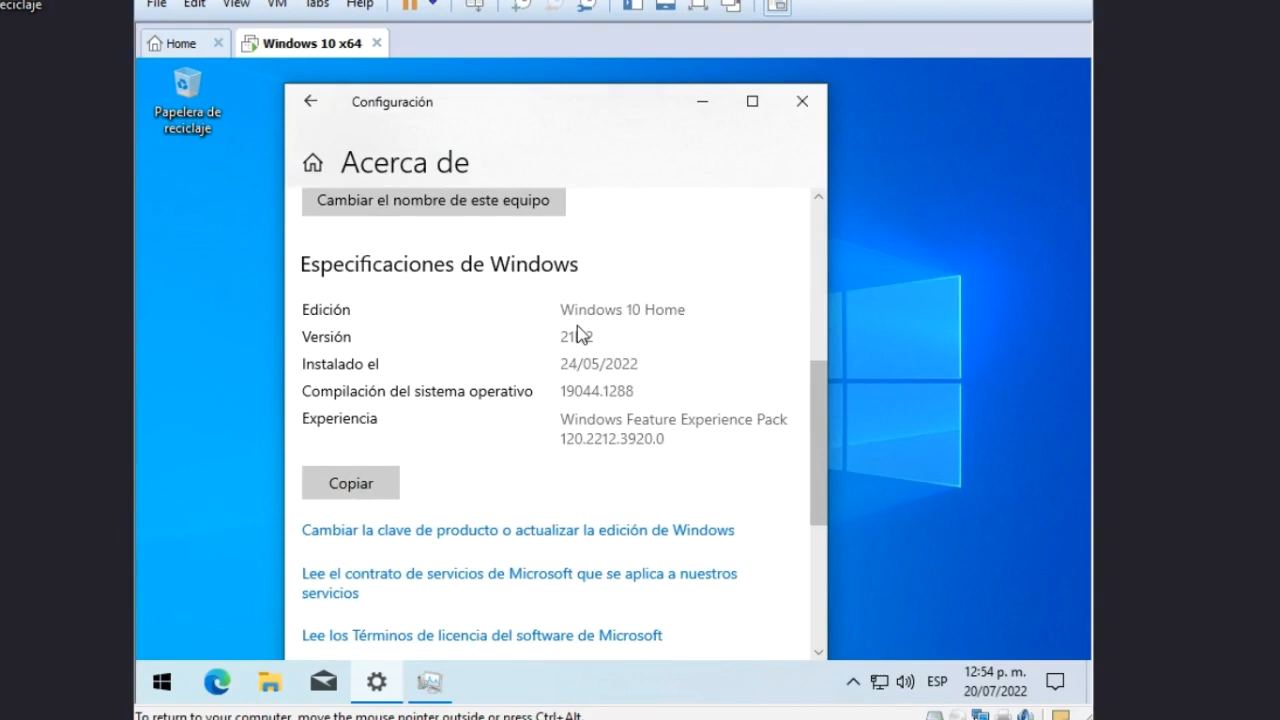 eciclaje
File Edit View VM Tabs Help
Home Windows 10 x64
Papelera de
reciclaje
Configuración
Acerca de
Cambiar el nombre de este equipo
Especificaciones de Windows
Edición Windows 10 Home
Versión
Instalado el 24/05/2022
Compilación del sistema operativo 19044.1288
Experiencia Windows Feature Experience Pack
120.2212.3920.0
Copiar
Cambiar la clave de producto o actualizar la edición de Windows
Lee el contrato de servicios de Microsoft que se aplica a nuestros
servicios
Lee los Términos de licencia del software de Microsoft
ESP
12:54 p. m.
20/07/2022
To return to your computer, move the mouse pointer outside or press Ctrl+Alt.